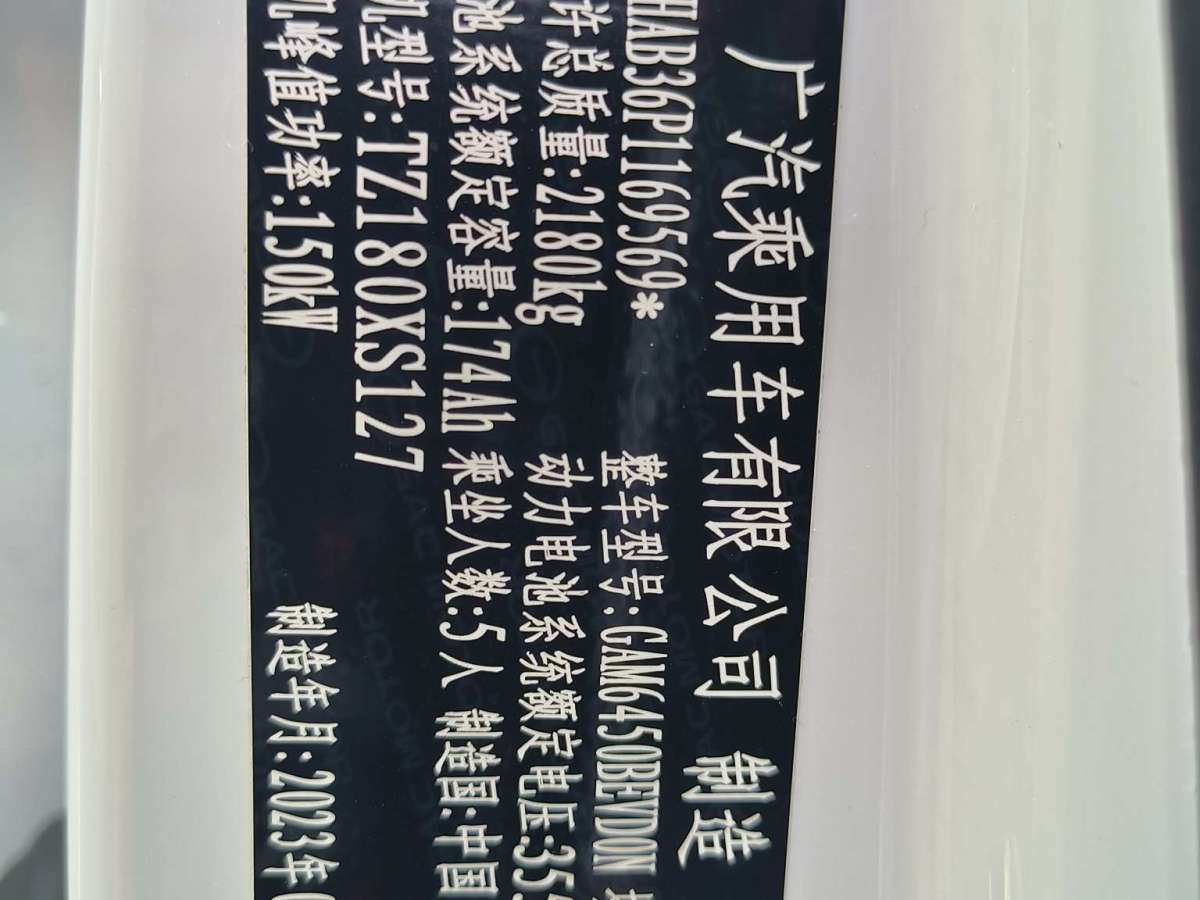 广汽乘用车有限公司 制造
HAB36P1169569* 整车型号:GAM6450BEVD0N
许总质量:2180kg 动力电池系统额定电压:35
池系统额定容量:174Ah 乘坐人数:5人 制造国:中国
机型号:TZ180XS127
机峰值功率:150kW 制造年月:2023年